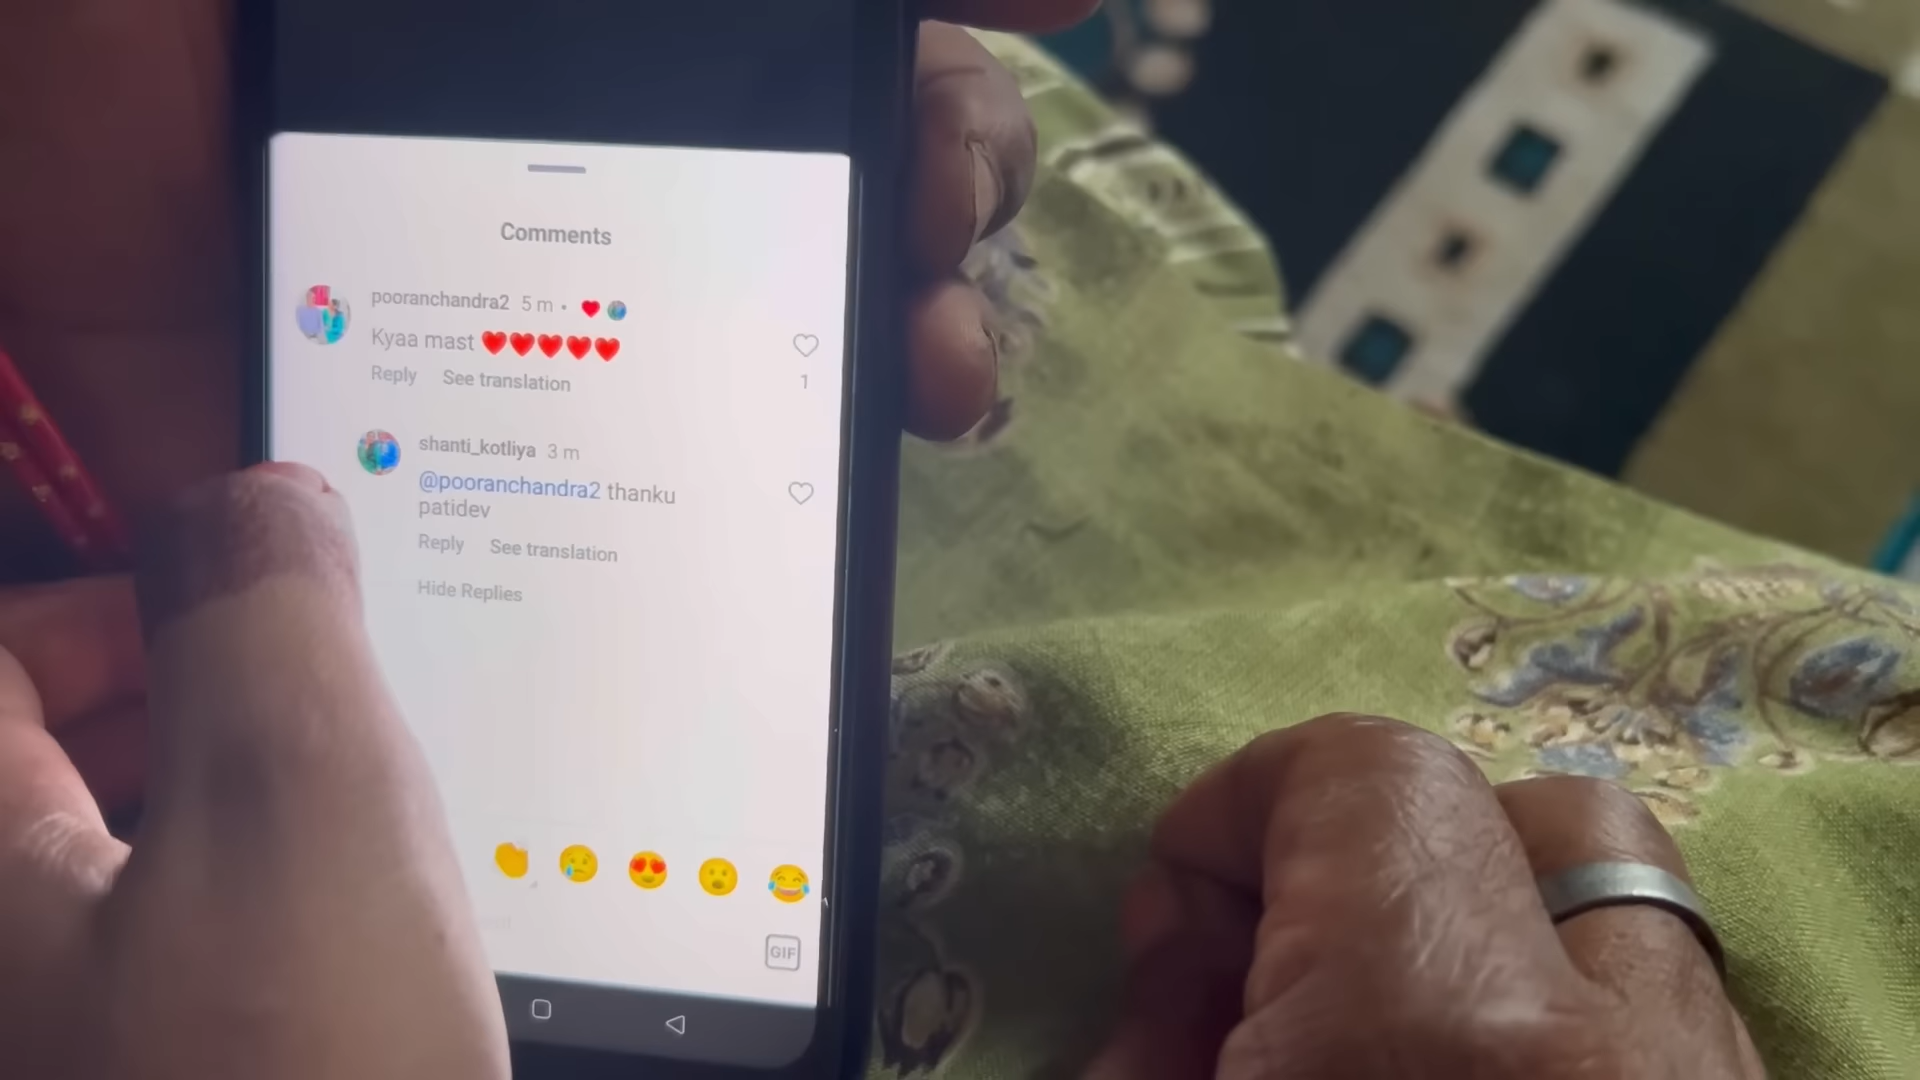 Comments
pooranchandra2 5 m •
Kyaa mast ❤❤❤❤❤
Reply See translation
1
shanti_kotliya 3 m
@pooranchandra2 thanku
patidev
Reply See translation
Hide Replies
GIF